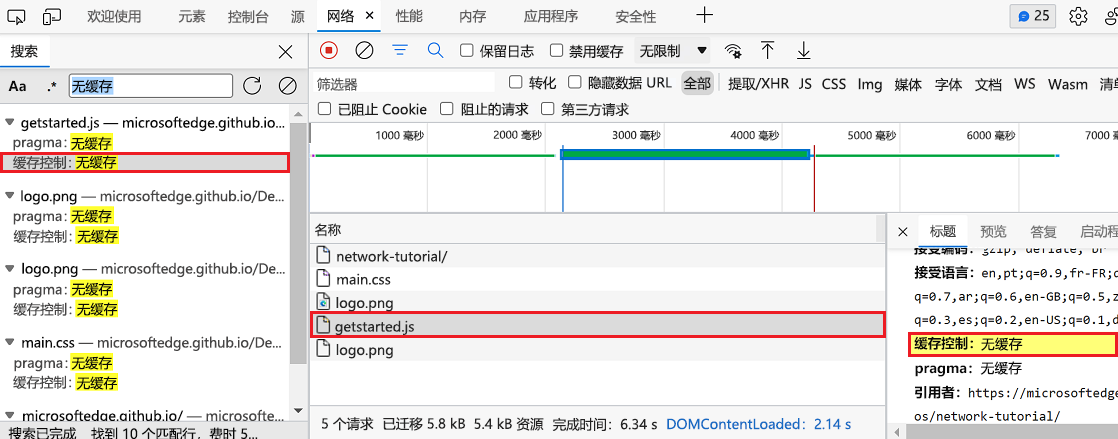 欢迎使用 元素 控制台 源 网络 性能 内存 应用程序 安全性 25
搜索
保留日志 禁用缓存 无限制
Aa .* 无缓存
筛选器 转化 隐藏数据 URL 全部 提取/XHR JS CSS Img 媒体 字体 文档 WS Wasm 清单
已阻止 Cookie 阻止的请求 第三方请求
1000 毫秒 2000 毫秒 3000 毫秒 4000 毫秒 5000 毫秒 6000 毫秒 7000
getstarted.js — microsoftedge.github.io...
pragma: 无缓存
缓存控制: 无缓存
logo.png — microsoftedge.github.io/De...
pragma: 无缓存
缓存控制: 无缓存
logo.png — microsoftedge.github.io/De...
pragma: 无缓存
缓存控制: 无缓存
main.css — microsoftedge.github.io/De...
pragma: 无缓存
缓存控制: 无缓存
microsoftedge.github.io/ — microsofte...
搜索已完成 找到 10 个匹配行，费时 5...
名称
network-tutorial/
main.css
logo.png
getstarted.js
logo.png
5 个请求 已迁移 5.8 kB 5.4 kB 资源 完成时间：6.34 s DOMContentLoaded：2.14 s
标题 预览 答复 启动程
接受编码：gzip, deflate, br
接受语言：en,pt;q=0.9,fr-FR;q
q=0.7,ar;q=0.6,en-GB;q=0.5,z
q=0.3,es;q=0.2,en-US;q=0.1,d
缓存控制：无缓存
pragma：无缓存
引用者：https://microsoftedge
os/network-tutorial/